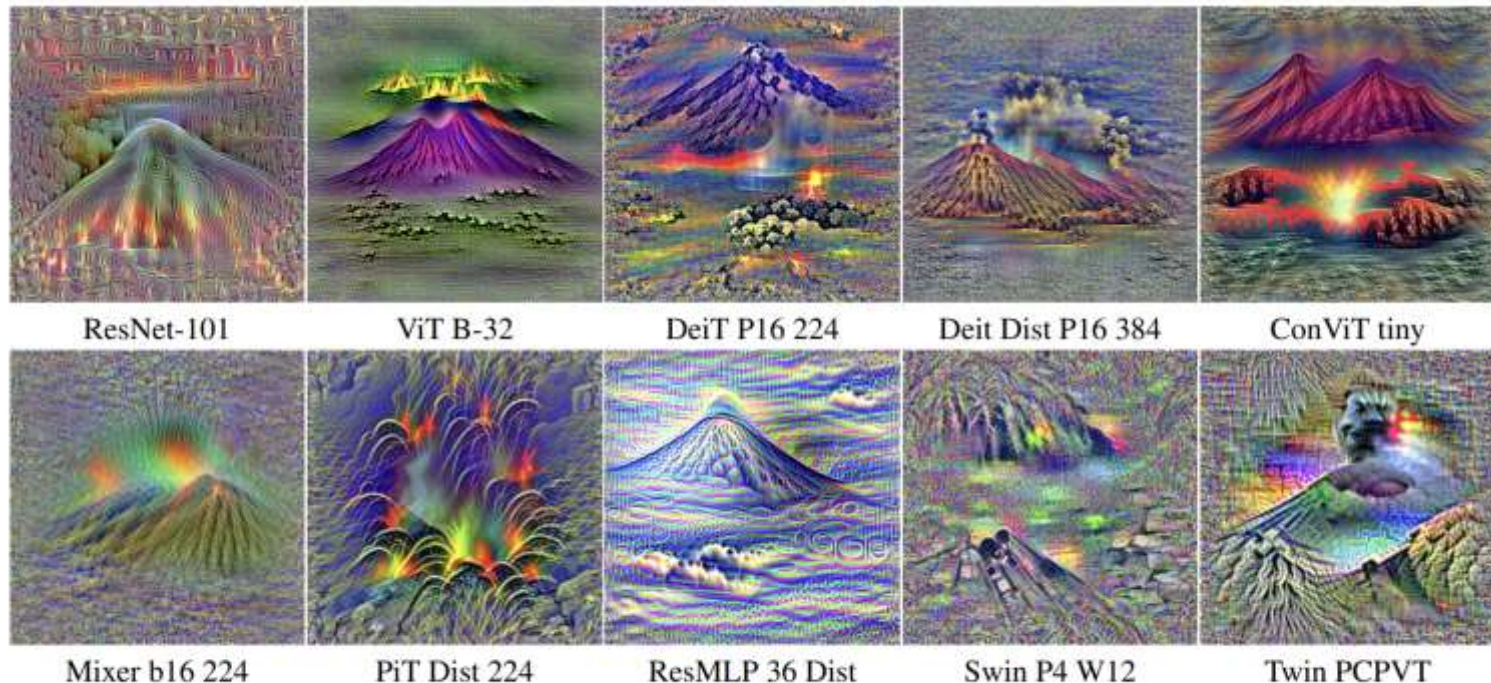 ResNet-101
ViT B-32
DeiT P16 224
Deit Dist P16 384
ConViT tiny
Mixer b16 224
PiT Dist 224
ResMLP 36 Dist
Swin P4 W12
Twin PCPVT